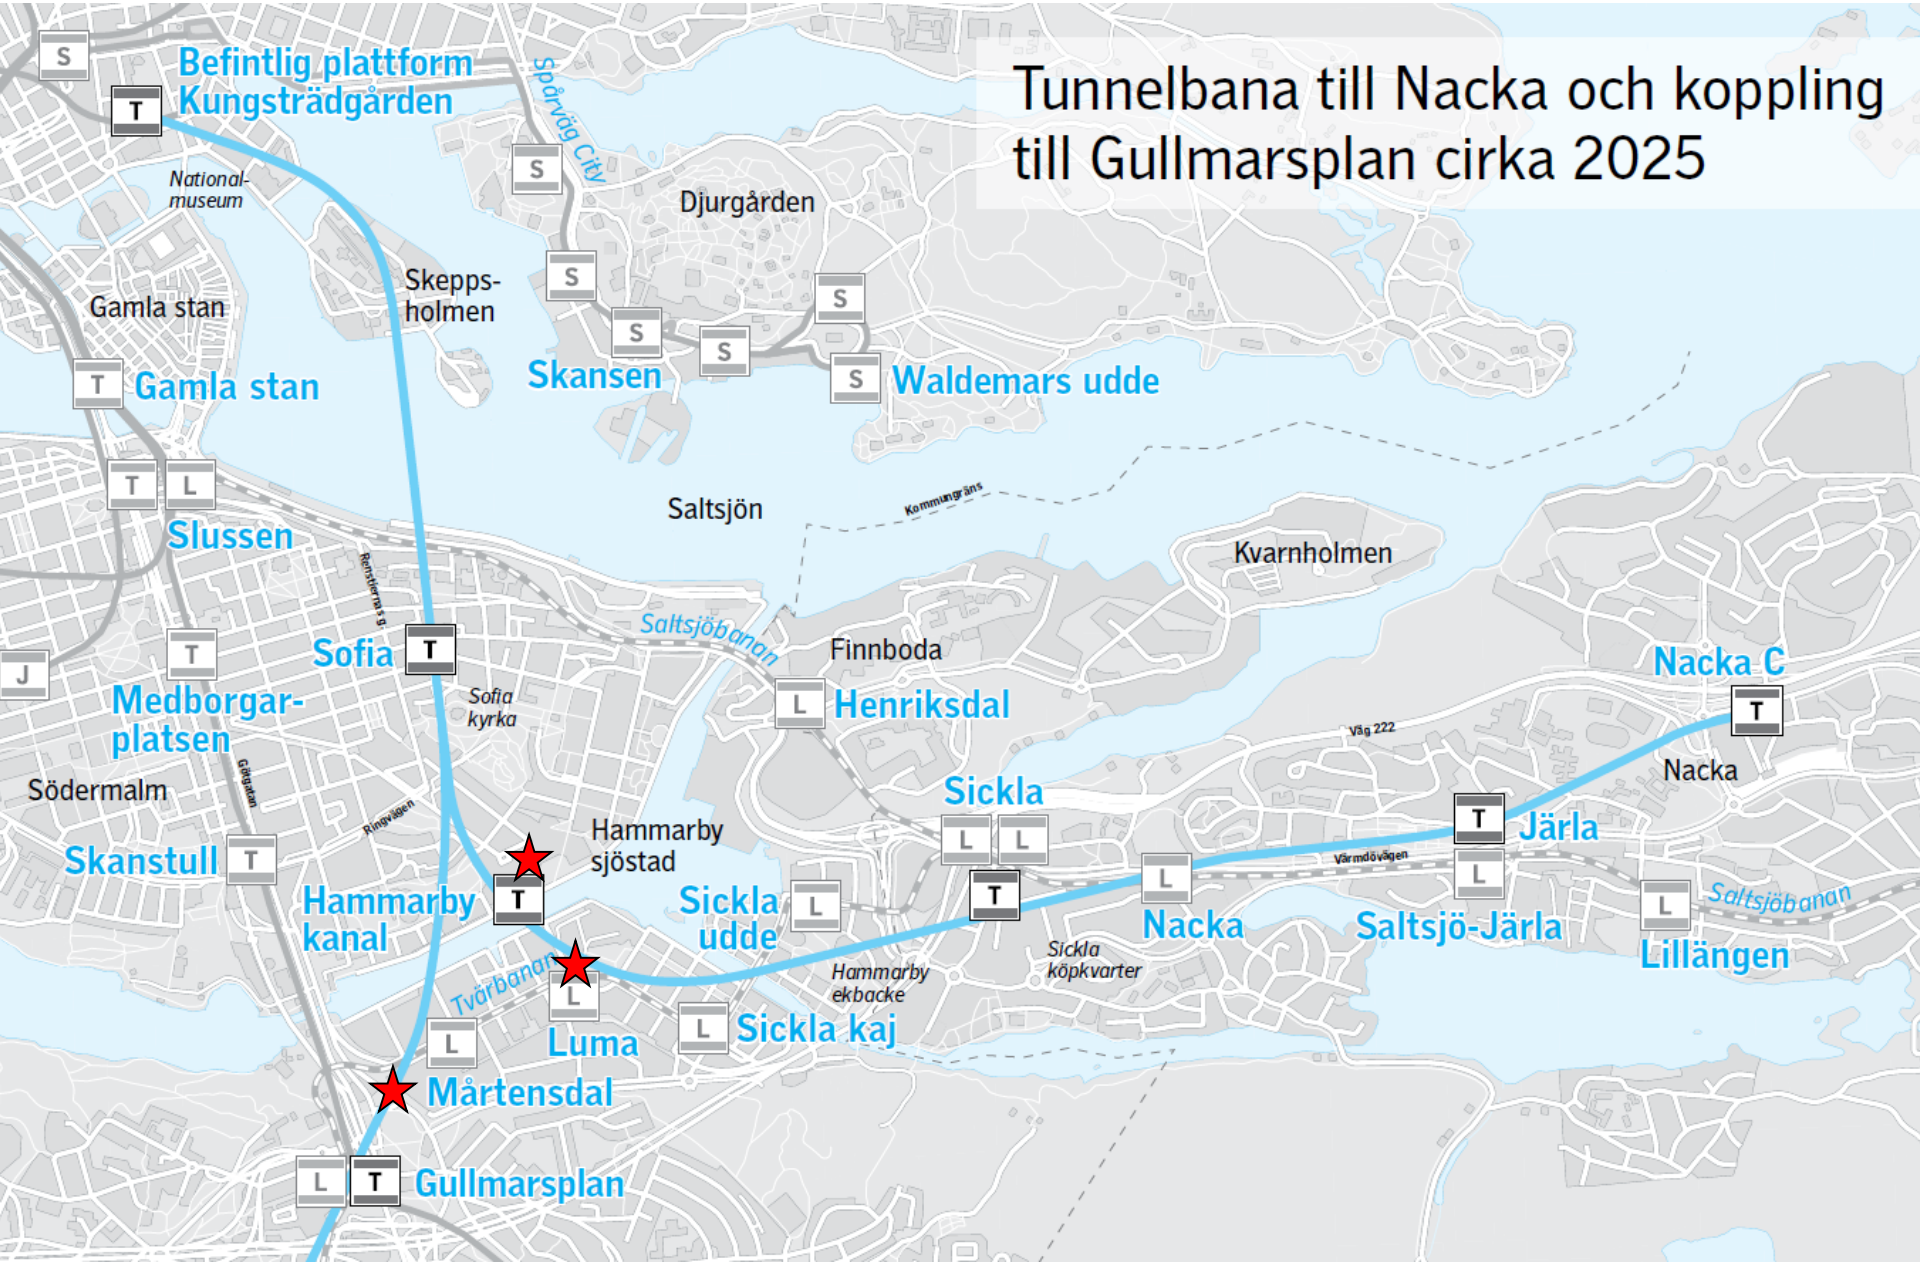 Tunnelbana till Nacka och koppling
till Gullmarsplan cirka 2025
S
Befintlig plattform
Kungsträdgården
T
Spårväg City
National-
museum
S
Djurgården
Skepps-
holmen
S
S
Gamla stan
S
S
T
Gamla stan
Skansen
S
Waldemars udde
T
L
Kommungräns
Saltsjön
Slussen
Kvarnholmen
Renstiernas g.
Saltsjöbanan
Sofia
T
T
Finnboda
J
Nacka C
Medborgar-
platsen
Sofia
kyrka
L
Henriksdal
T
Väg 222
Götgatan
Nacka
Södermalm
Ringvägen
Sickla
Hammarby
sjöstad
T
Järla
L
L
Skanstull
T
Värmdövägen
Hammarby
kanal
T
Sickla
udde
L
T
L
Nacka
L
Saltsjö-Järla
L
Saltsjöbanan
Lillängen
Sickla
köpkvarter
Hammarby
ekbacke
Tvärbanan
L
Luma
L
Sickla kaj
L
Mårtensdal
L
T
Gullmarsplan